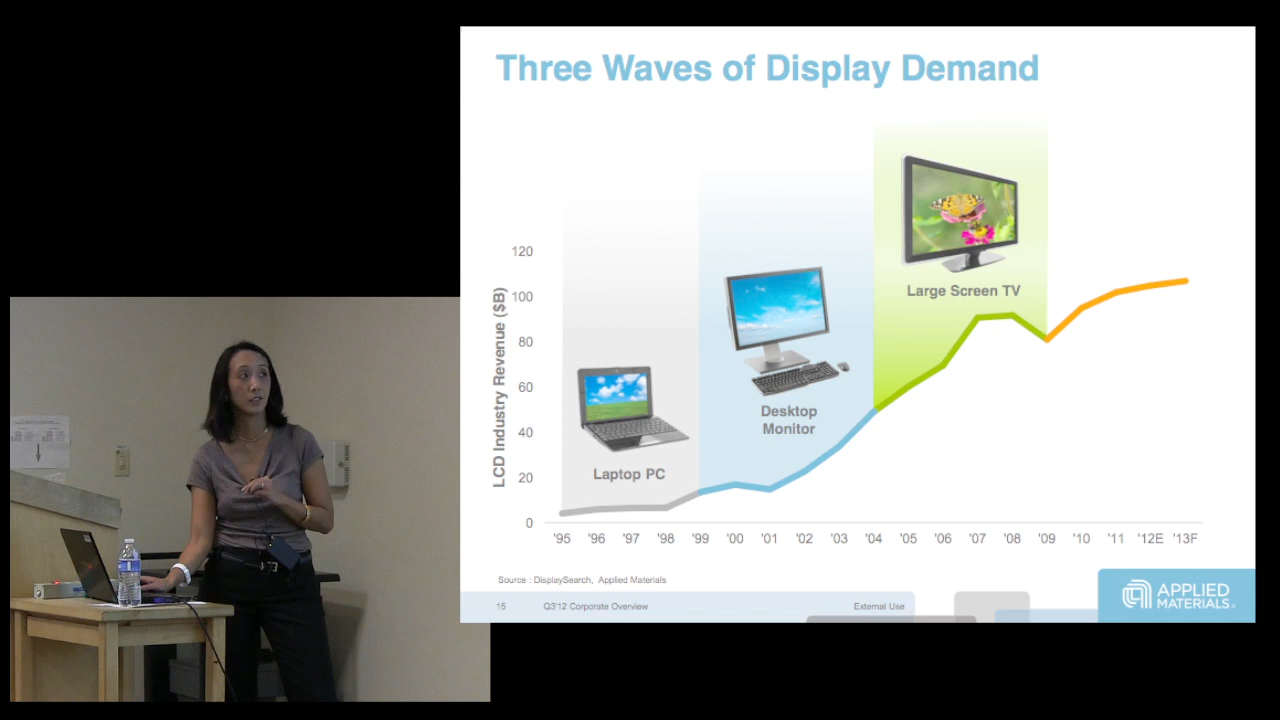 Three Waves of Display Demand
120
100
80
60
40
20
0
LCD Industry Revenue ($B)
Laptop PC
Desktop
Monitor
Large Screen TV
'95 '96 '97 '98 '99 '00 '01 '02 '03 '04 '05 '06 '07 '08 '09 '10 '11 '12E '13F
Source : DisplaySearch, Applied Materials
15 Q3'12 Corporate Overview External Use
APPLIED
MATERIALS®